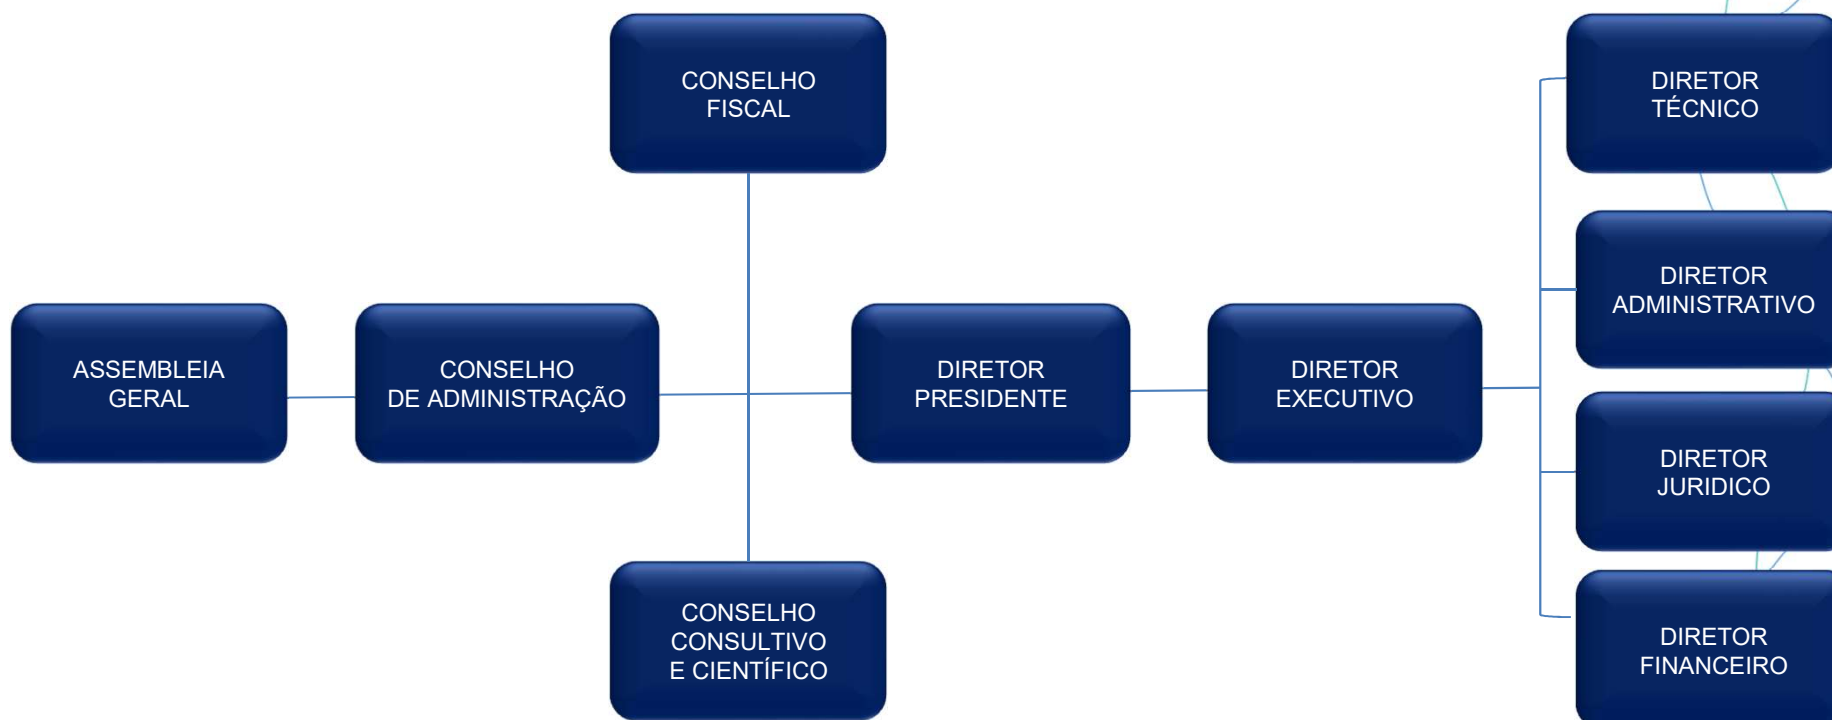 CONSELHO
FISCAL
DIRETOR
TÉCNICO
DIRETOR
ADMINISTRATIVO
ASSEMBLEIA
GERAL
CONSELHO
DE ADMINISTRAÇÃO
DIRETOR
PRESIDENTE
DIRETOR
EXECUTIVO
DIRETOR
JURIDICO
CONSELHO
CONSULTIVO
E CIENTÍFICO
DIRETOR
FINANCEIRO